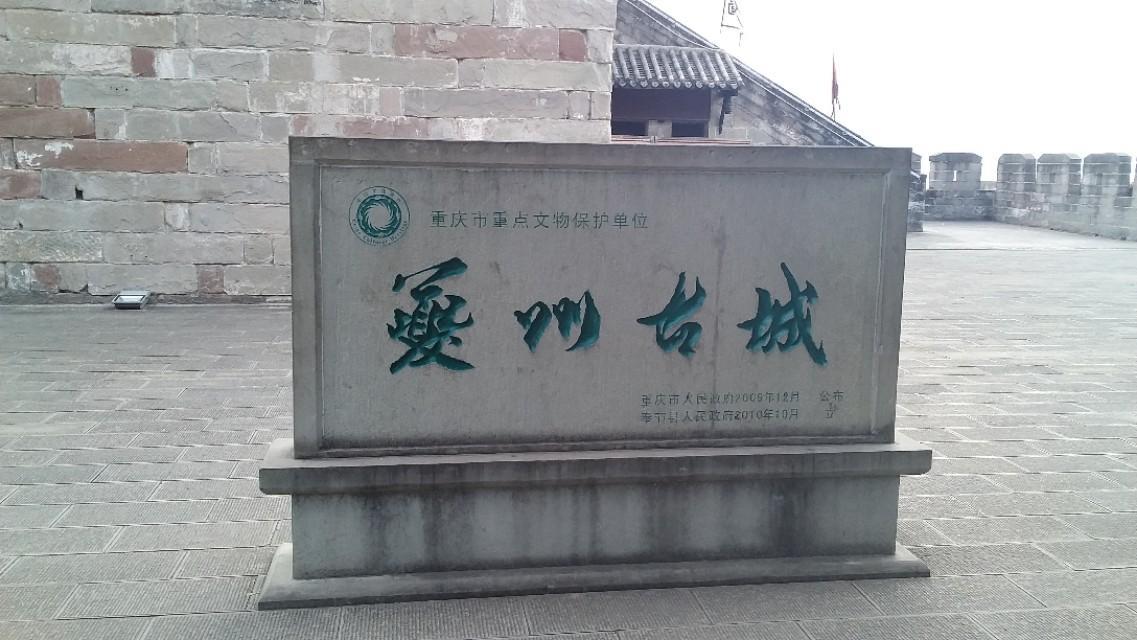 重庆市重点文物保护单位
夔州古城
重庆市人民政府2009年12月 公布
奉节县人民政府2010年10月 立